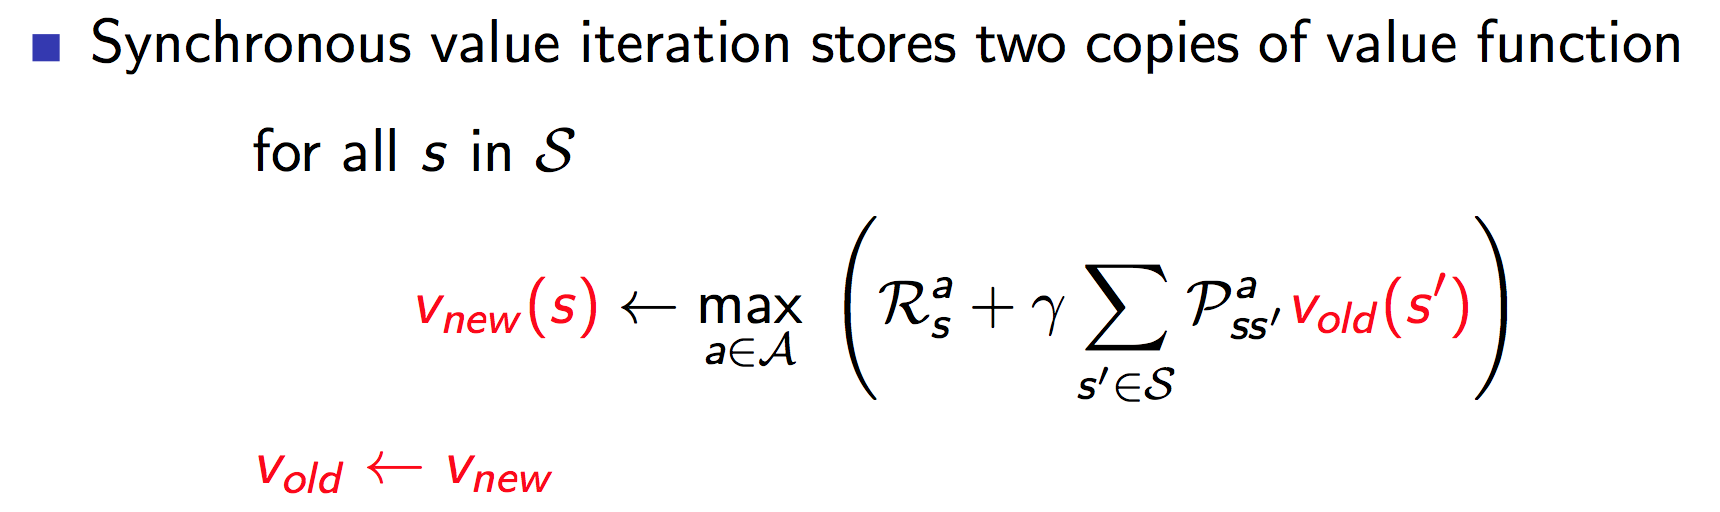 Synchronous value iteration stores two copies of value function
for all s in 𝒮
v_new(s) ← max_{a∈𝒜} (ℛ_s^a + γ ∑_{s′∈𝒮} 𝒫_{ss′}^a v_old(s′))
v_old ← v_new